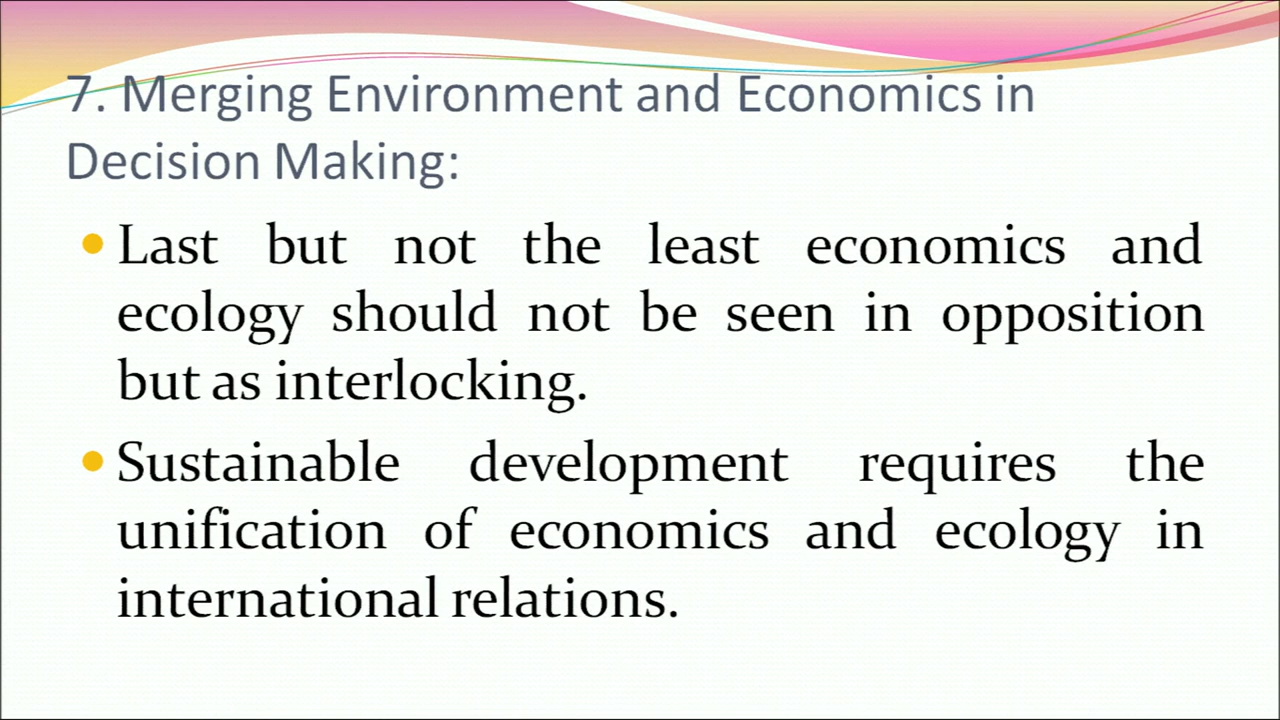 7. Merging Environment and Economics in
Decision Making:
Last but not the least economics and
ecology should not be seen in opposition
but as interlocking.
Sustainable development requires the
unification of economics and ecology in
international relations.